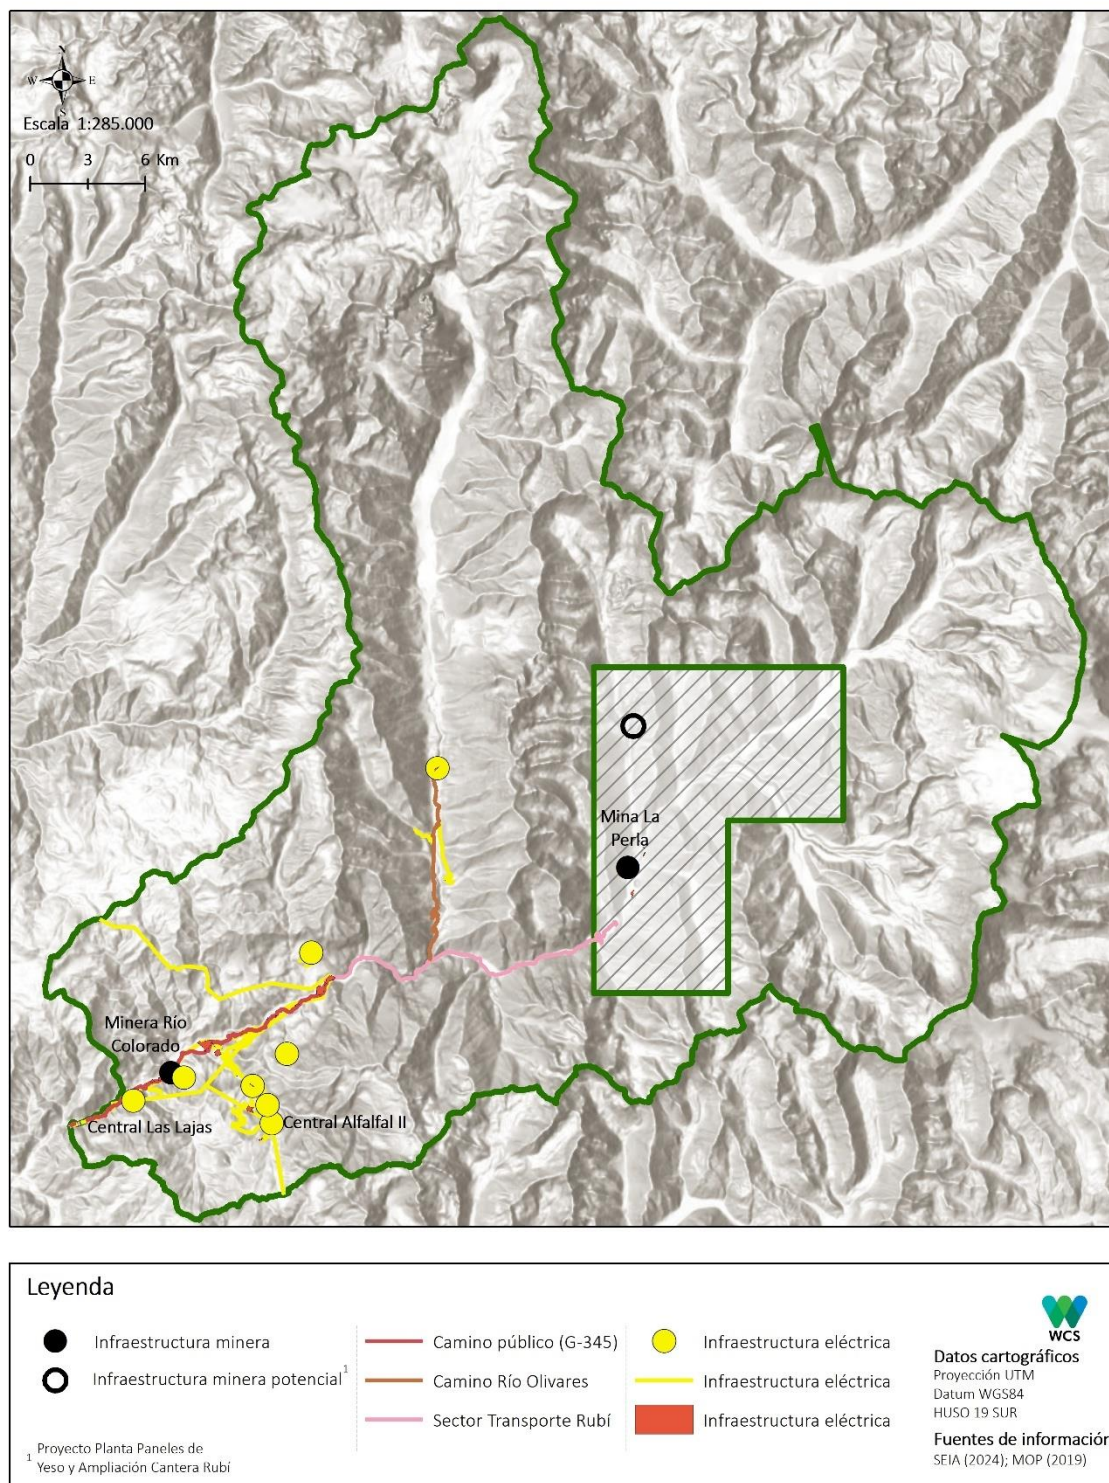 N
W E
S
Escala 1:285.000
0 3 6 Km
Mina La
Perla
Minera Río
Colorado
Central Las Lajas
Central Alfalfal II
Leyenda
Infraestructura minera
Infraestructura minera potencial 1
1 Proyecto Planta Paneles de
Yeso y Ampliación Cantera Rubí
Camino público (G-345)
Camino Río Olivares
Sector Transporte Rubí
Infraestructura eléctrica
Infraestructura eléctrica
Infraestructura eléctrica
WCS
Datos cartográficos
Proyección UTM
Datum WGS84
HUSO 19 SUR
Fuentes de información
SEIA (2024); MOP (2019)